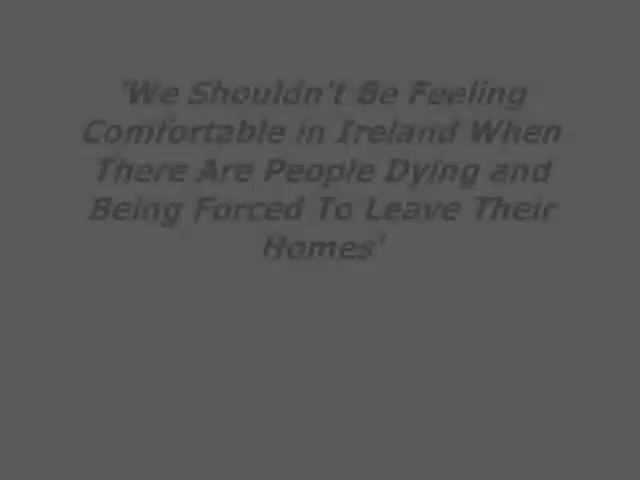 'We Shouldn't Be Feeling
Comfortable in Ireland When
There Are People Dying and
Being Forced To Leave Their
Homes'